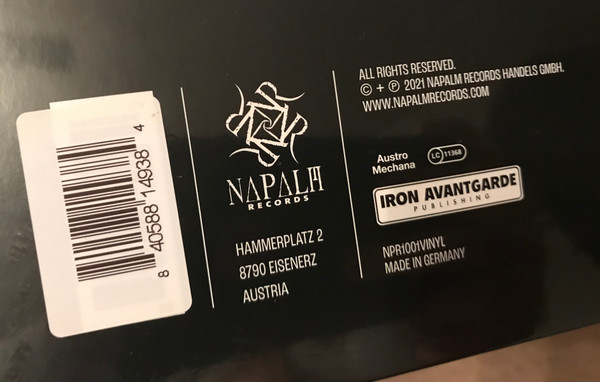 8 40588 14938 4
NAPALM
RECORDS
HAMMERPLATZ 2
8790 EISENERZ
AUSTRIA
ALL RIGHTS RESERVED.
© + ℗ 2021 NAPALM RECORDS HANDELS GMBH.
WWW.NAPALMRECORDS.COM
Austro
Mechana
LC 11368
IRON AVANTGARDE
PUBLISHING
NPR1001VINYL
MADE IN GERMANY